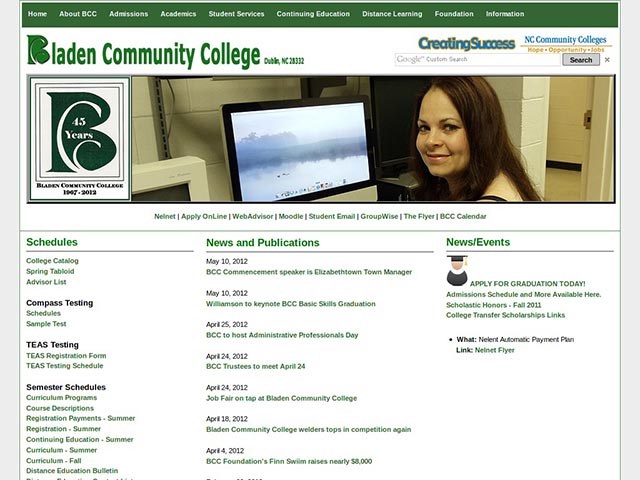 Home About BCC Admissions Academics Student Services Continuing Education Distance Learning Foundation Information
Bladen Community College Dublin, NC 28332
CreatingSuccess
NC Community Colleges
Hope • Opportunity • Jobs
Google™ Custom Search
Search
×
45
Years
BLADEN COMMUNITY COLLEGE
1967 - 2012
Nelnet | Apply OnLine | WebAdvisor | Moodle | Student Email | GroupWise | The Flyer | BCC Calendar
Schedules
College Catalog
Spring Tabloid
Advisor List
Compass Testing
Schedules
Sample Test
TEAS Testing
TEAS Registration Form
TEAS Testing Schedule
Semester Schedules
Curriculum Programs
Course Descriptions
Registration Payments - Summer
Registration - Summer
Continuing Education - Summer
Curriculum - Summer
Curriculum - Fall
Distance Education Bulletin
News and Publications
May 10, 2012
BCC Commencement speaker is Elizabethtown Town Manager
May 10, 2012
Williamson to keynote BCC Basic Skills Graduation
April 25, 2012
BCC to host Administrative Professionals Day
April 24, 2012
BCC Trustees to meet April 24
April 24, 2012
Job Fair on tap at Bladen Community College
April 18, 2012
Bladen Community College welders tops in competition again
April 4, 2012
BCC Foundation's Finn Swiim raises nearly $8,000
News/Events
APPLY FOR GRADUATION TODAY!
Admissions Schedule and More Available Here.
Scholastic Honors - Fall 2011
College Transfer Scholarships Links
• What: Nelent Automatic Payment Plan
Link: Nelnet Flyer